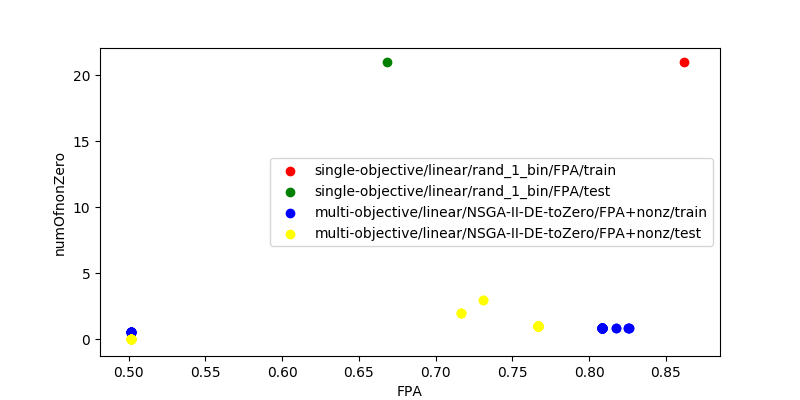 20
15
10
5
0
numOfnonZero
single-objective/linear/rand_1_bin/FPA/train
single-objective/linear/rand_1_bin/FPA/test
multi-objective/linear/NSGA-II-DE-toZero/FPA+nonz/train
multi-objective/linear/NSGA-II-DE-toZero/FPA+nonz/test
0.50 0.55 0.60 0.65 0.70 0.75 0.80 0.85
FPA